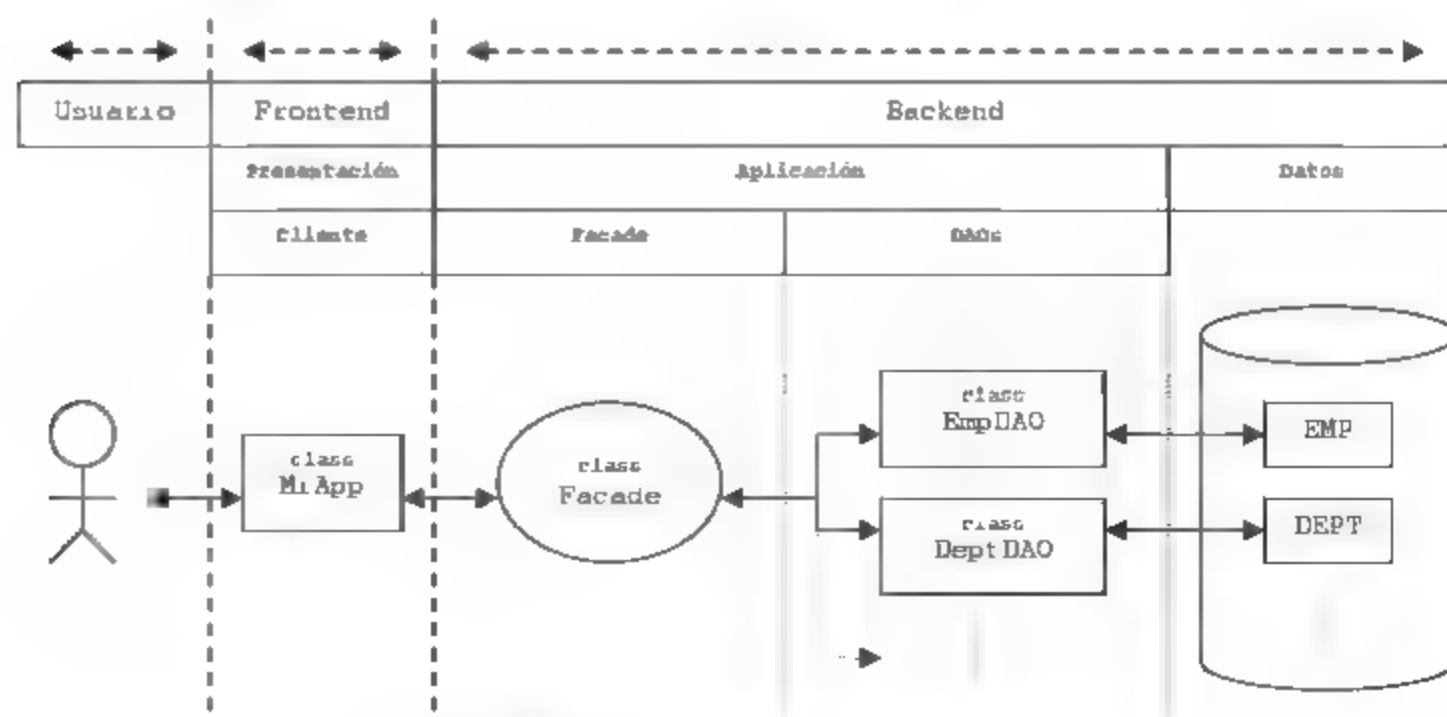 Usuario Frontend Backend
Presentación Aplicación Datos
Cliente Facade DAOs
class
EmpDAO
EMP
class
MiApp
class
Facade
class
DeptDAO
DEPT